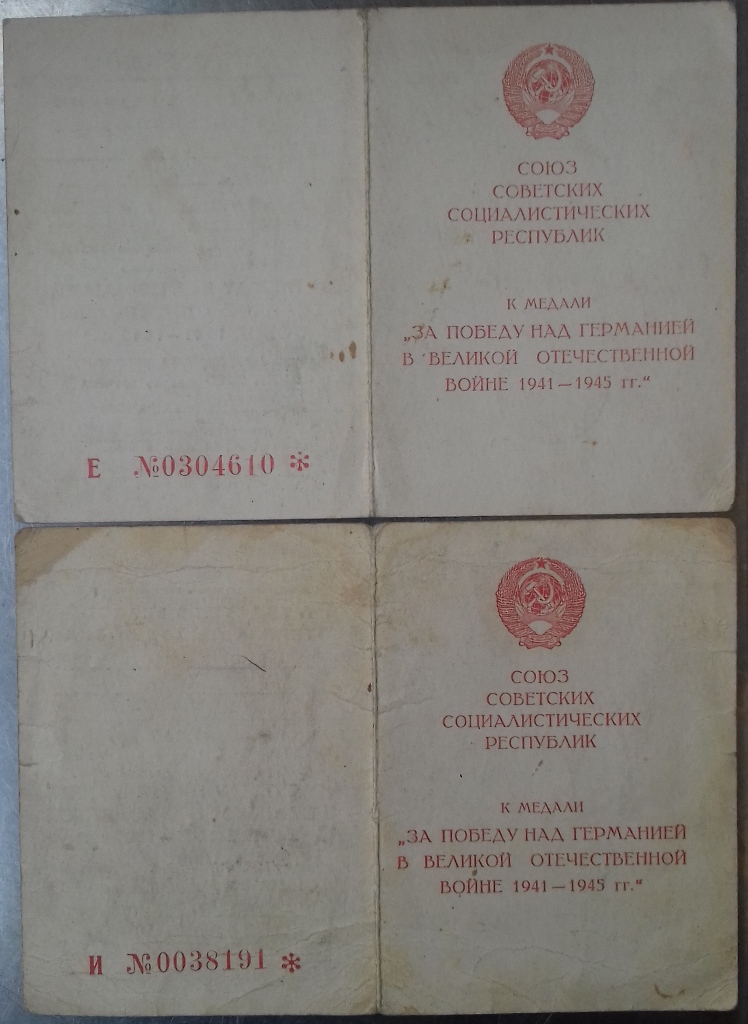 СОЮЗ
СОВЕТСКИХ
СОЦИАЛИСТИЧЕСКИХ
РЕСПУБЛИК
К МЕДАЛИ
„ЗА ПОБЕДУ НАД ГЕРМАНИЕЙ
В ВЕЛИКОЙ ОТЕЧЕСТВЕННОЙ
ВОЙНЕ 1941—1945 гг.“
Е №0304610 *
СОЮЗ
СОВЕТСКИХ
СОЦИАЛИСТИЧЕСКИХ
РЕСПУБЛИК
К МЕДАЛИ
„ЗА ПОБЕДУ НАД ГЕРМАНИЕЙ
В ВЕЛИКОЙ ОТЕЧЕСТВЕННОЙ
ВОЙНЕ 1941—1945 гг.“
И №0038191 *